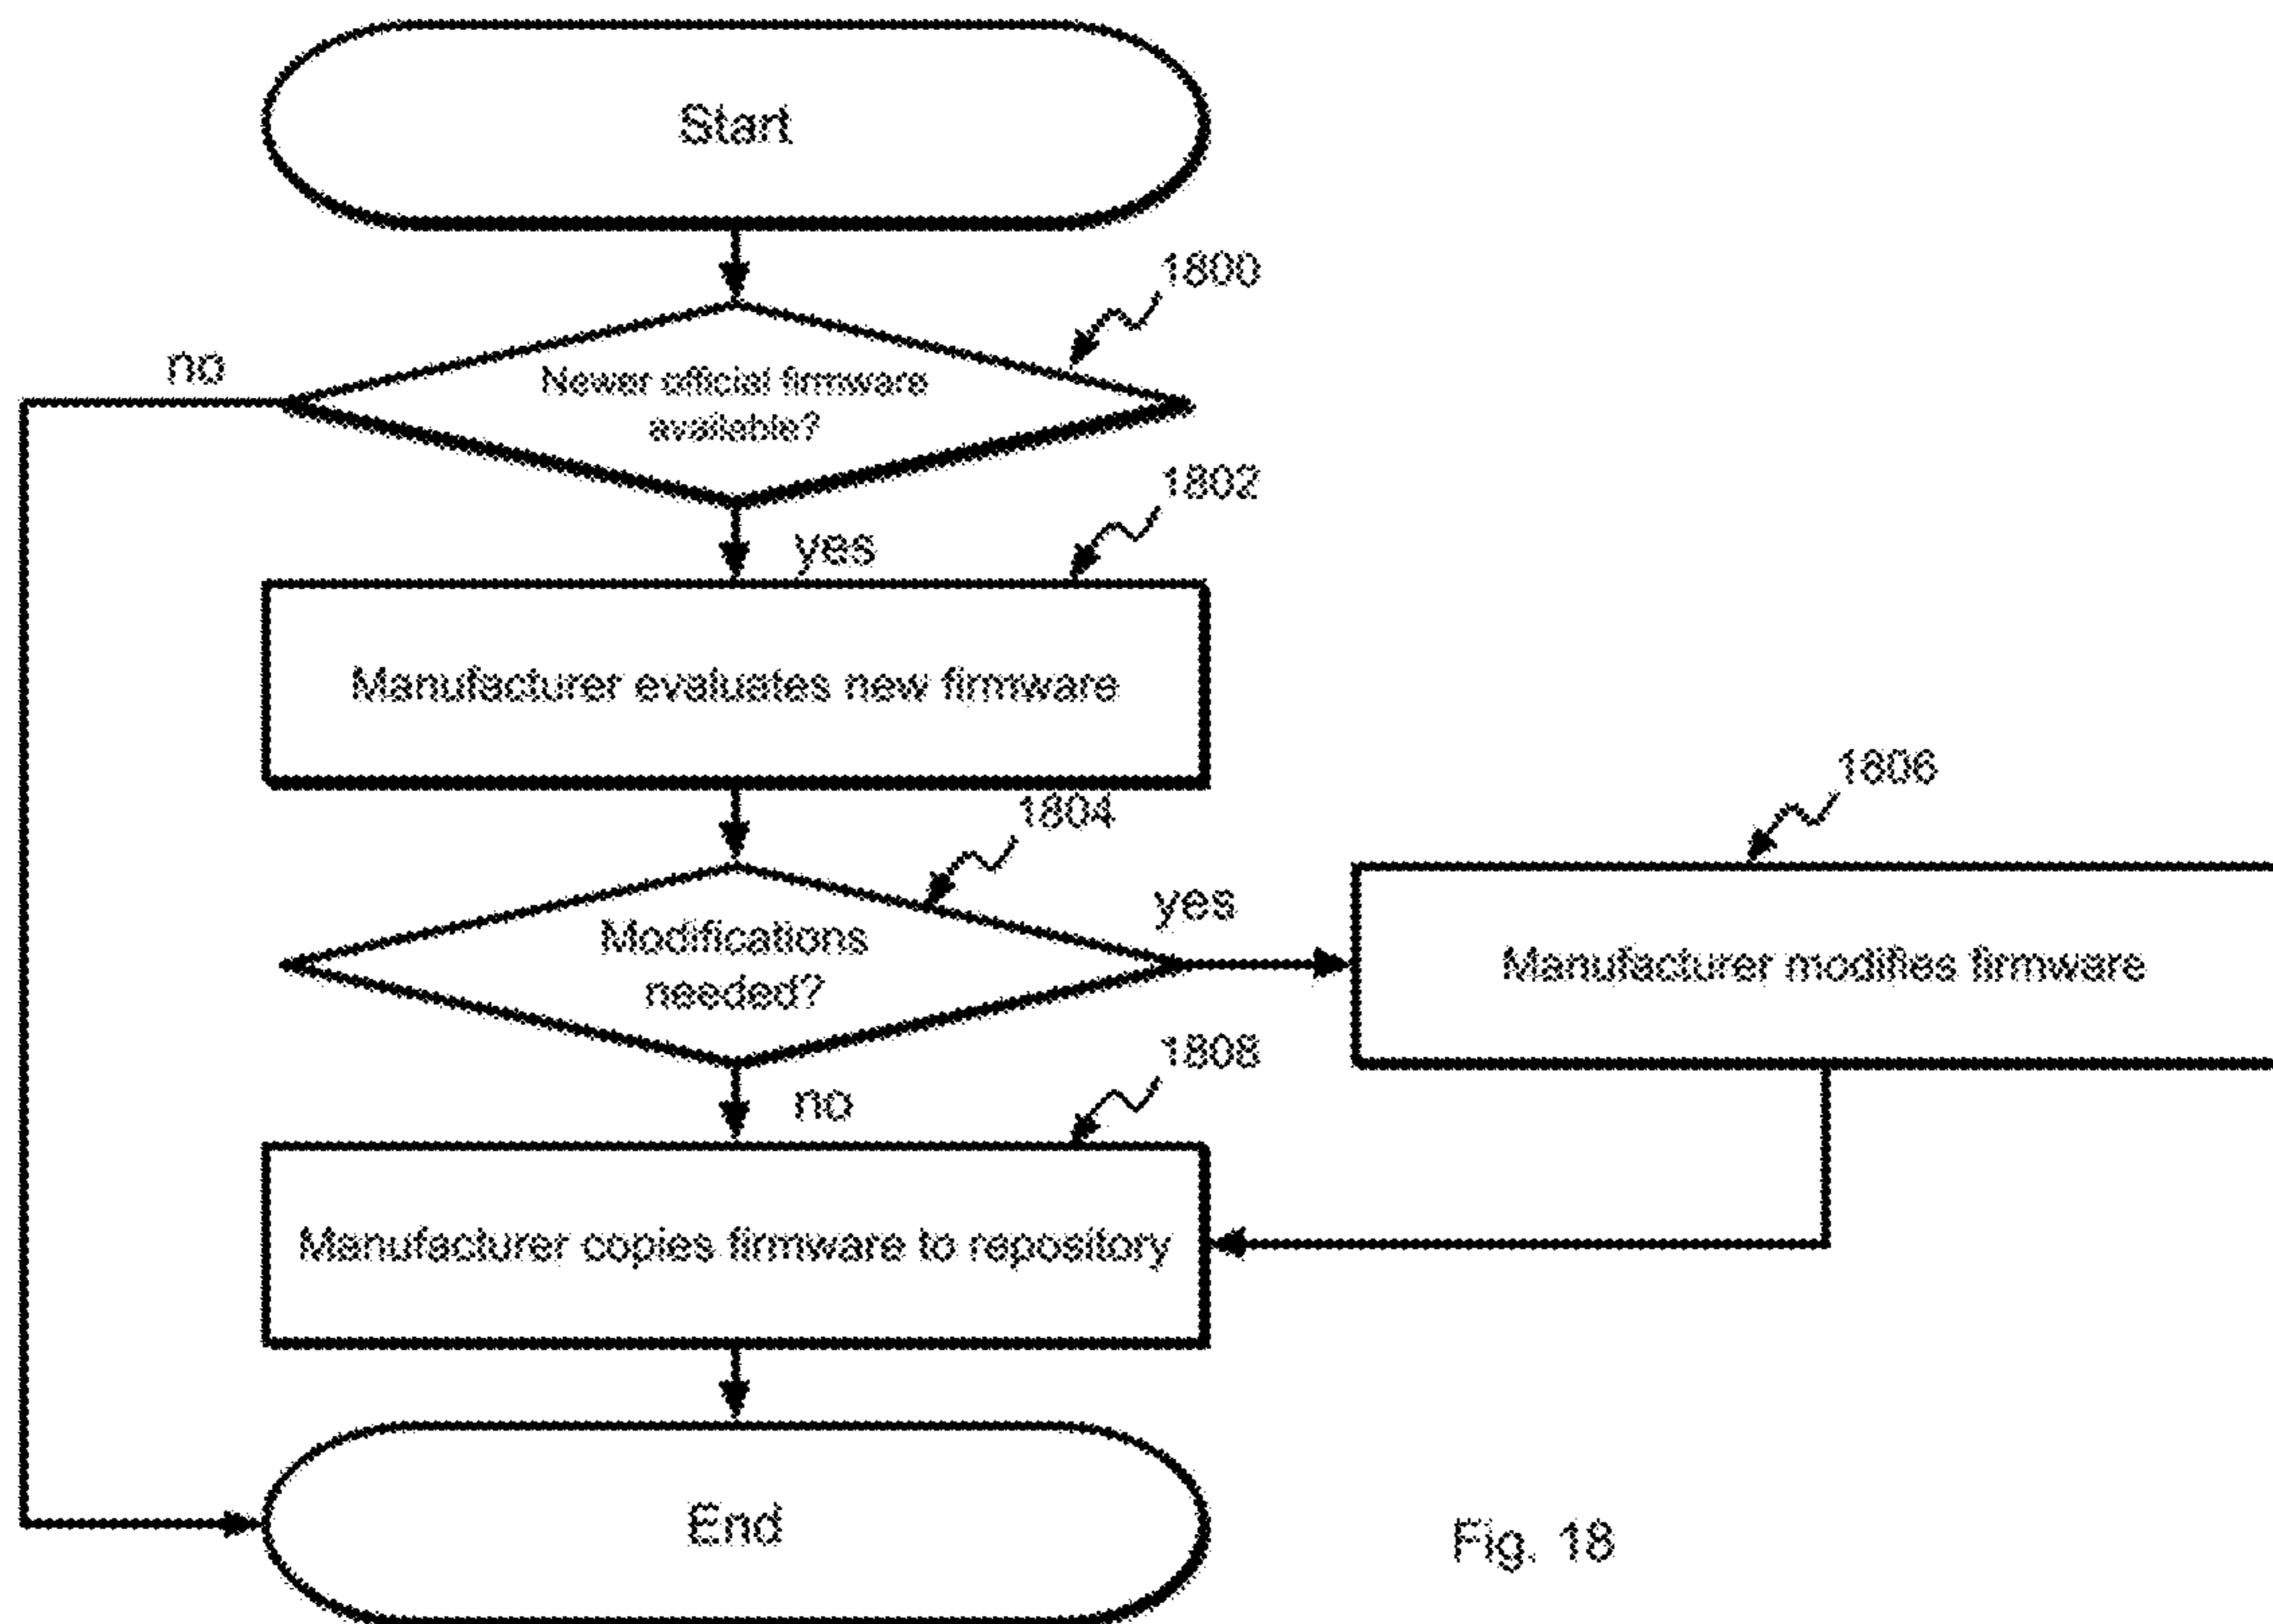 Start
1800
no
Newer official firmware
available?
1802
yes
Manufacturer evaluates new firmware
1804
1806
Modifications
needed?
yes
Manufacturer modifies firmware
1808
no
Manufacturer copies firmware to repository
End
Fig. 18